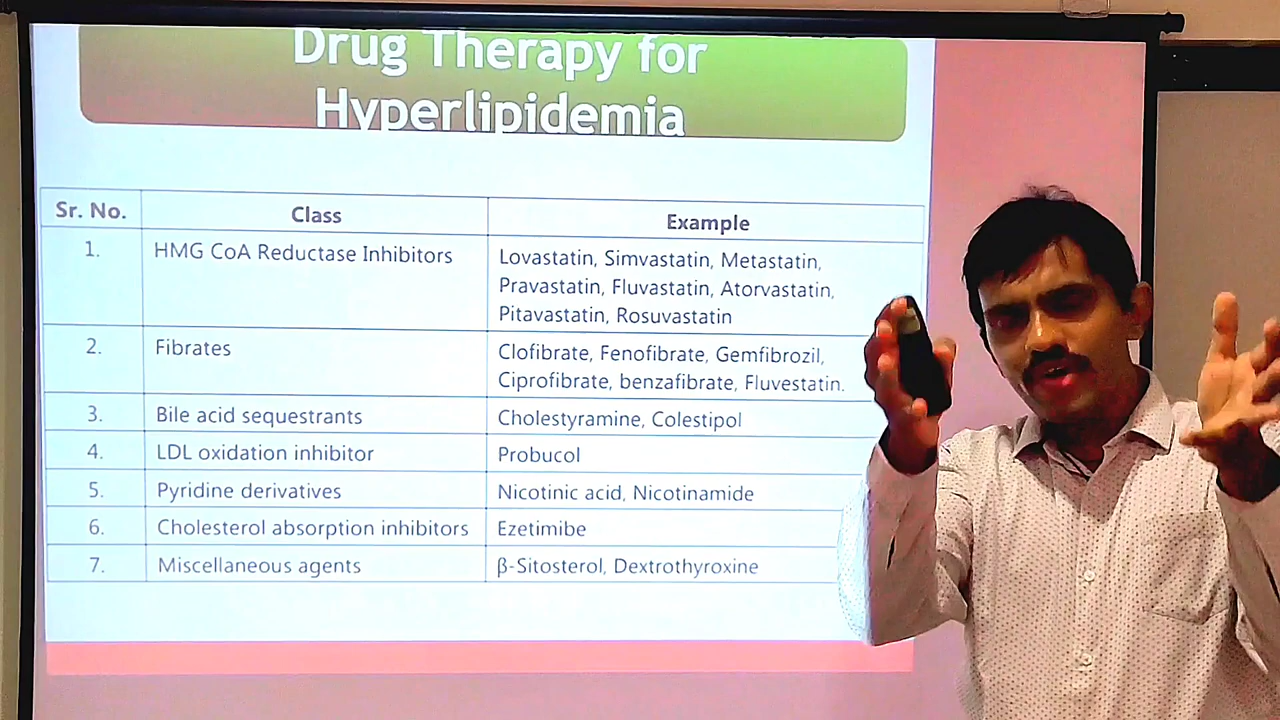 Drug Therapy for
Hyperlipidemia
Sr. No. Class Example
1. HMG CoA Reductase Inhibitors Lovastatin, Simvastatin, Metastatin,
Pravastatin, Fluvastatin, Atorvastatin,
Pitavastatin, Rosuvastatin
2. Fibrates Clofibrate, Fenofibrate, Gemfibrozil,
Ciprofibrate, benzafibrate, Fluvestatin.
3. Bile acid sequestrants Cholestyramine, Colestipol
4. LDL oxidation inhibitor Probucol
5. Pyridine derivatives Nicotinic acid, Nicotinamide
6. Cholesterol absorption inhibitors Ezetimibe
7. Miscellaneous agents β-Sitosterol, Dextrothyroxine